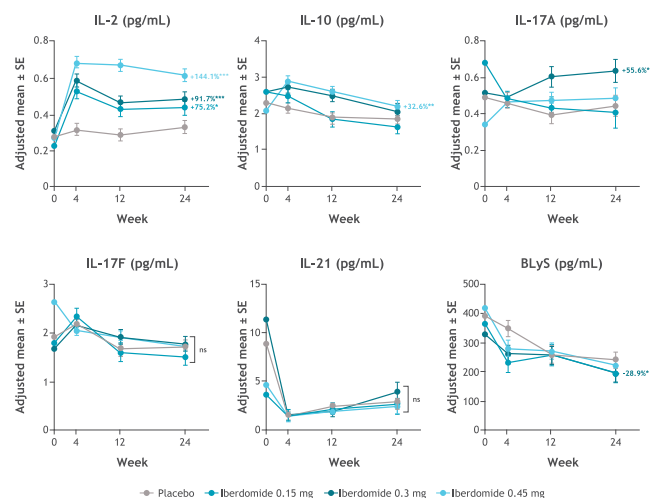 IL-2 (pg/mL)
Adjusted mean ± SE
0.8
0.6
0.4
0.2
0
+144.1%***
+91.7%***
+75.2%*
0 4 12 24
Week
IL-10 (pg/mL)
Adjusted mean ± SE
4
3
2
1
0
+32.6%**
0 4 12 24
Week
IL-17A (pg/mL)
Adjusted mean ± SE
0.8
0.6
0.4
0.2
0
+55.6%*
0 4 12 24
Week
IL-17F (pg/mL)
Adjusted mean ± SE
3
2
1
0
ns
0 4 12 24
Week
IL-21 (pg/mL)
Adjusted mean ± SE
15
10
5
0
ns
0 4 12 24
Week
BLyS (pg/mL)
Adjusted mean ± SE
500
400
300
200
100
0
-28.9%*
0 4 12 24
Week
Placebo Iberdomide 0.15 mg Iberdomide 0.3 mg Iberdomide 0.45 mg